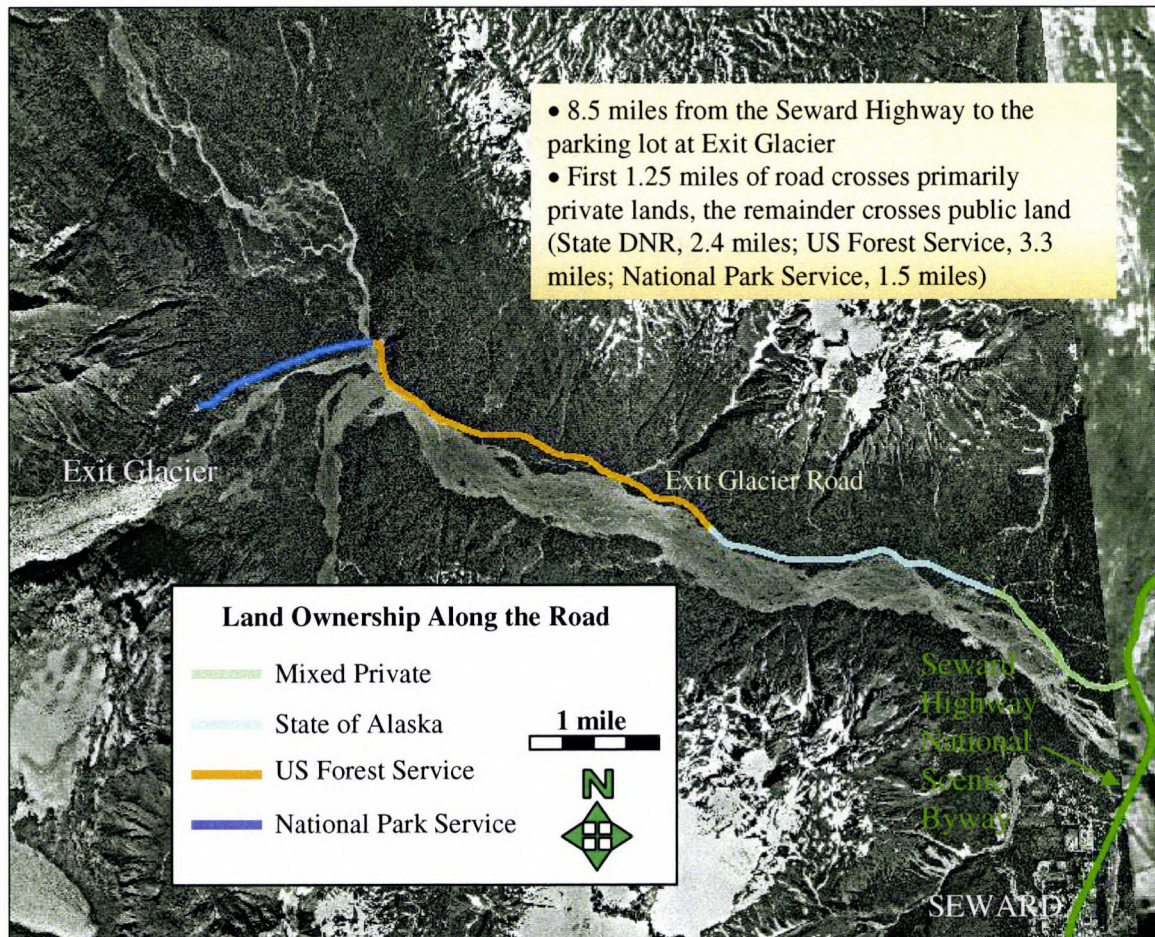 • 8.5 miles from the Seward Highway to the
parking lot at Exit Glacier
• First 1.25 miles of road crosses primarily
private lands, the remainder crosses public land
(State DNR, 2.4 miles; US Forest Service, 3.3
miles; National Park Service, 1.5 miles)
Exit Glacier
Exit Glacier Road
Land Ownership Along the Road
Mixed Private
State of Alaska
US Forest Service
National Park Service
1 mile
N
Seward
Highway
National
Scenic
Byway
SEWARD